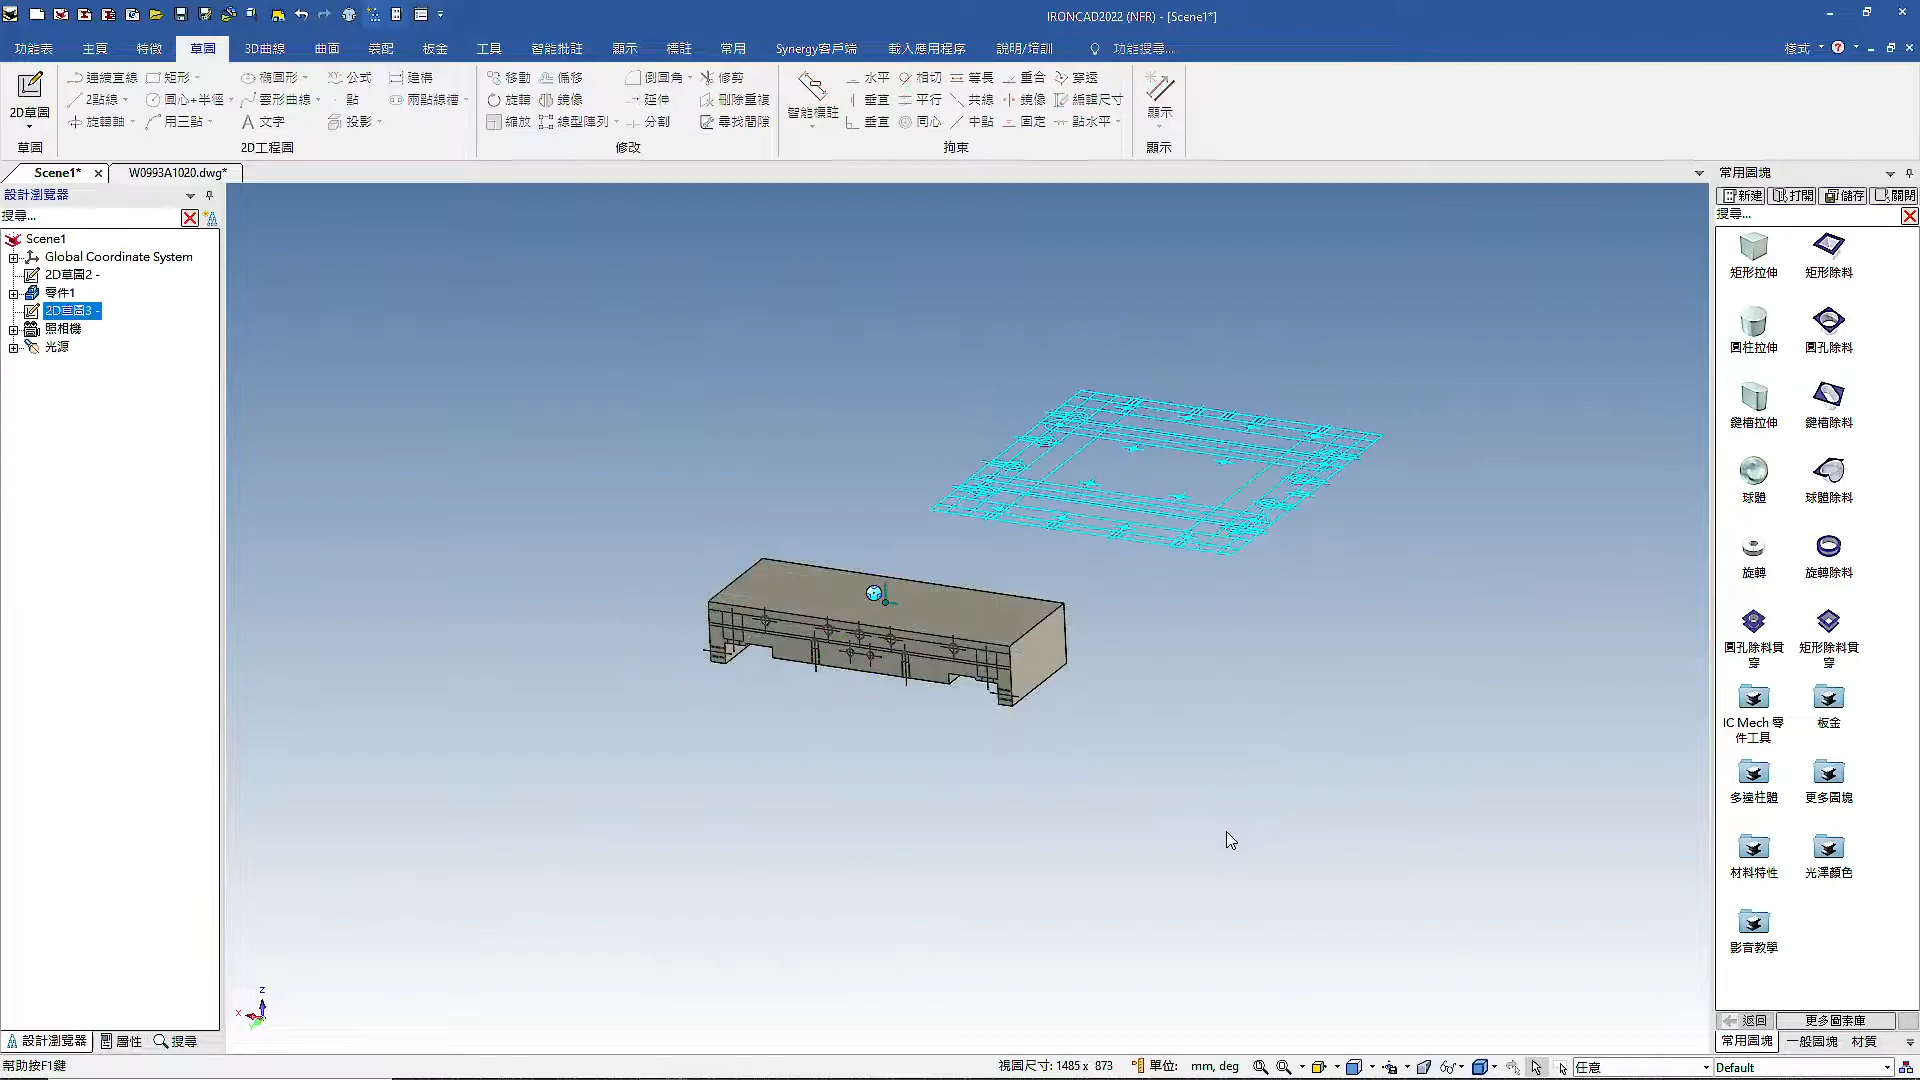 IRONCAD2022 (NFR) - [Scene1*]
功能表 主頁 特徵 草圖 3D曲線 曲面 裝配 鈑金 工具 智能批註 顯示 標註 常用 Synergy客戶端 載入應用程序 說明/培訓 功能搜尋... 樣式
連續直線 矩形 橢圓形 公式 建構 移動 偏移 倒圓角 修剪 水平 相切 等長 重合 穿透
2D草圖 2點線 圓心+半徑 雲形曲線 點 兩點線槽 旋轉 鏡像 延伸 刪除重複 智能標註 垂直 平行 共線 鏡像 編輯尺寸 顯示
旋轉軸 用三點 文字 投影 縮放 線型陣列 分割 尋找間隙 垂直 同心 中點 固定 點水平
草圖 2D工程圖 修改 拘束 顯示
Scene1* W0993A1020.dwg*
設計瀏覽器
搜尋...
Scene1
Global Coordinate System
2D草圖2 -
零件1
2D草圖3 -
照相機
光源
常用圖塊
新建 打開 儲存 關閉
搜尋...
矩形拉伸 矩形除料
圓柱拉伸 圓孔除料
鍵槽拉伸 鍵槽除料
球體 球體除料
旋轉 旋轉除料
圓孔除料貫穿 矩形除料貫穿
IC Mech 零件工具 板金
多邊柱體 更多圖塊
材料特性 光澤顏色
影音教學
返回 更多圖素庫
常用圖塊 一般圖塊 材質
Z
X
設計瀏覽器 屬性 搜尋
幫助按F1鍵 視圖尺寸: 1485 x 873 單位: mm, deg 任意 Default